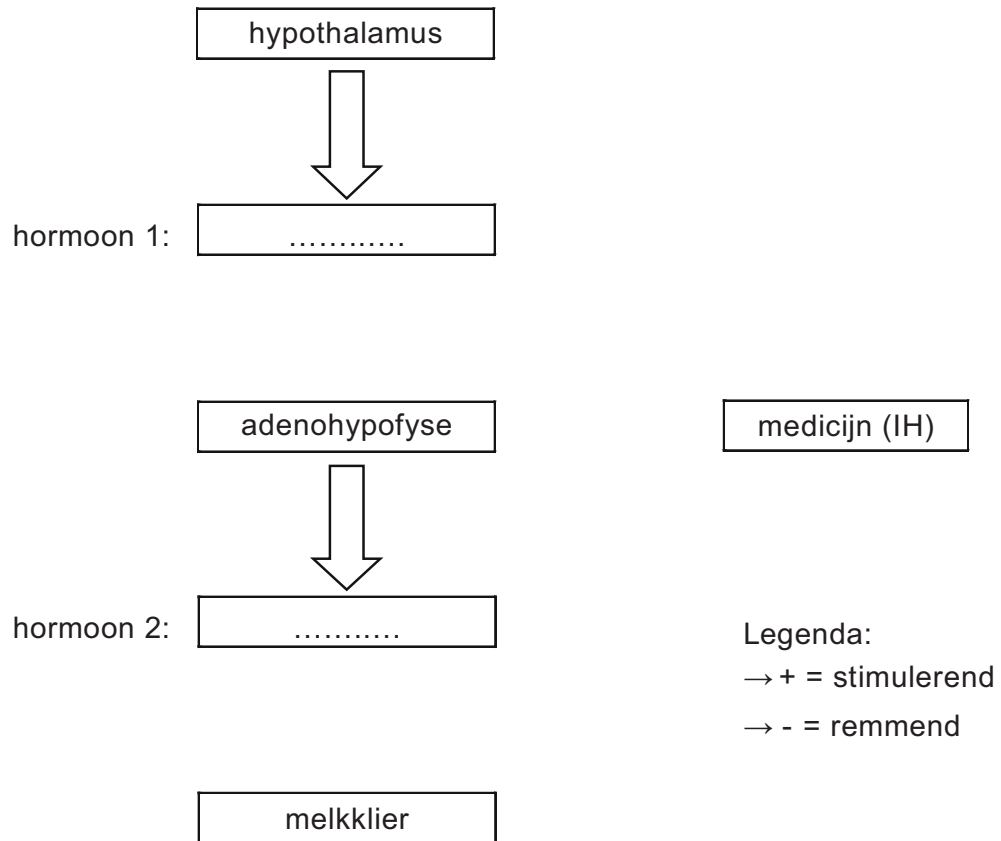 hypothalamus
hormoon 1: ............
adenohypofyse
medicijn (IH)
hormoon 2: ...........
Legenda:
→ + = stimulerend
→ - = remmend
melkklier